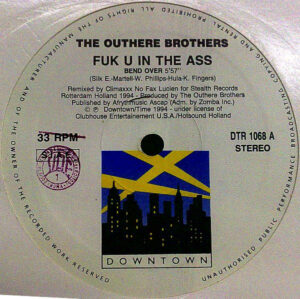 THE OUTHERE BROTHERS
FUK U IN THE ASS
BEND OVER 5'57"
(Silk E.-Martell-W. Phillips-Hula-K. Fingers)
Remixed by Climaxxx No Fax Lucien for Stealth Records
Rotterdam Holland 1994 - Produced by The Outhere Brothers
Published by Afrythmic Ascap (Adm. by Zomba Inc.)
℗ Downtown/Time 1994 - under license of
Clubhouse Entertainment U.S.A./Hotsound Holland
33 RPM
DTR 1068 A
STEREO
DOWNTOWN
OF THE MANUFACTURER AND OF THE OWNER OF THE RECORDED WORK RESERVED
UNAUTHORISED PUBLIC PERFORMANCE BROADCASTING